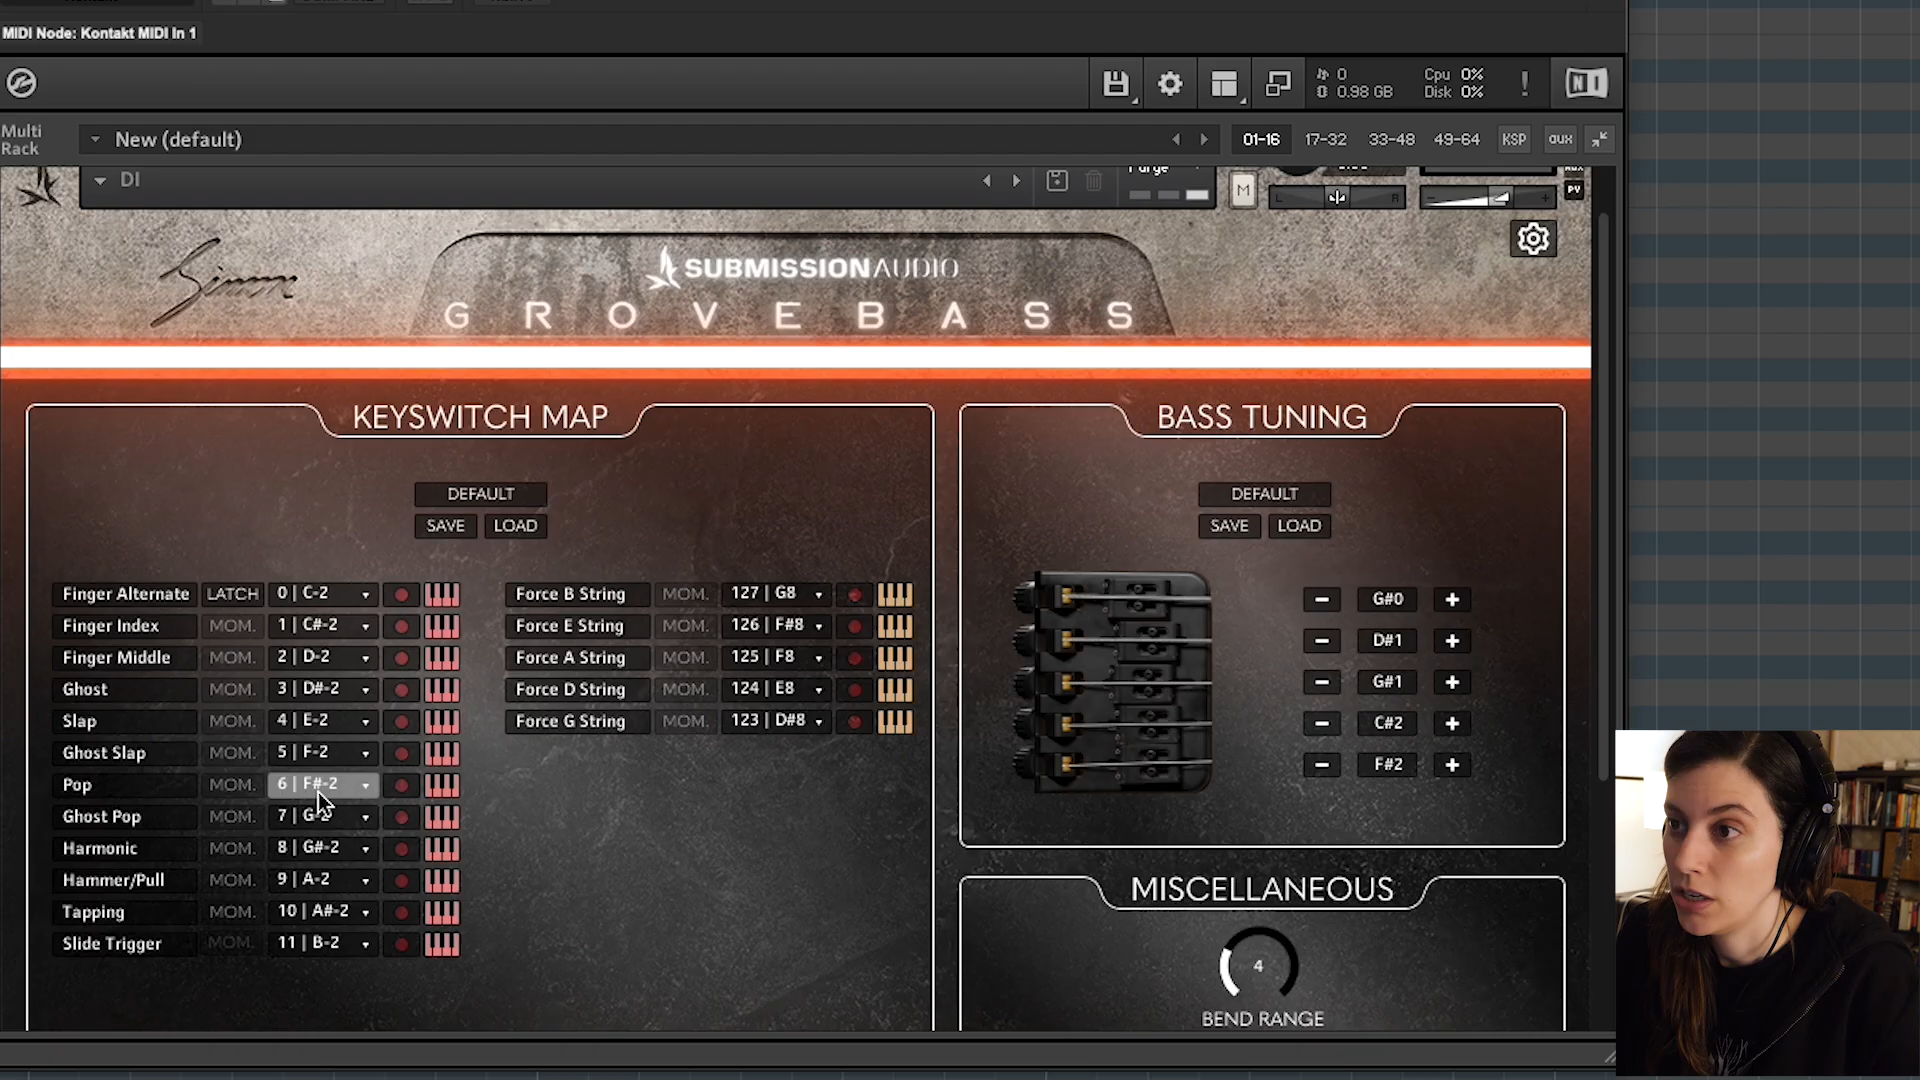 MIDI Node: Kontakt MIDI In 1
0
0.98 GB
Cpu 0%
Disk 0%
!
NI
Multi
Rack
New (default)
01-16 17-32 33-48 49-64 KSP aux
DI
M
L R
- +
PV
Simon
SUBMISSIONAUDIO
GROVEBASS
KEYSWITCH MAP
DEFAULT
SAVE LOAD
Finger Alternate LATCH 0 | C-2
Finger Index MOM. 1 | C#-2
Finger Middle MOM. 2 | D-2
Ghost MOM. 3 | D#-2
Slap MOM. 4 | E-2
Ghost Slap MOM. 5 | F-2
Pop MOM. 6 | F#-2
Ghost Pop MOM. 7 | G-2
Harmonic MOM. 8 | G#-2
Hammer/Pull MOM. 9 | A-2
Tapping MOM. 10 | A#-2
Slide Trigger MOM. 11 | B-2
Force B String MOM. 127 | G8
Force E String MOM. 126 | F#8
Force A String MOM. 125 | F8
Force D String MOM. 124 | E8
Force G String MOM. 123 | D#8
BASS TUNING
DEFAULT
SAVE LOAD
- G#0 +
- D#1 +
- G#1 +
- C#2 +
- F#2 +
MISCELLANEOUS
4
BEND RANGE